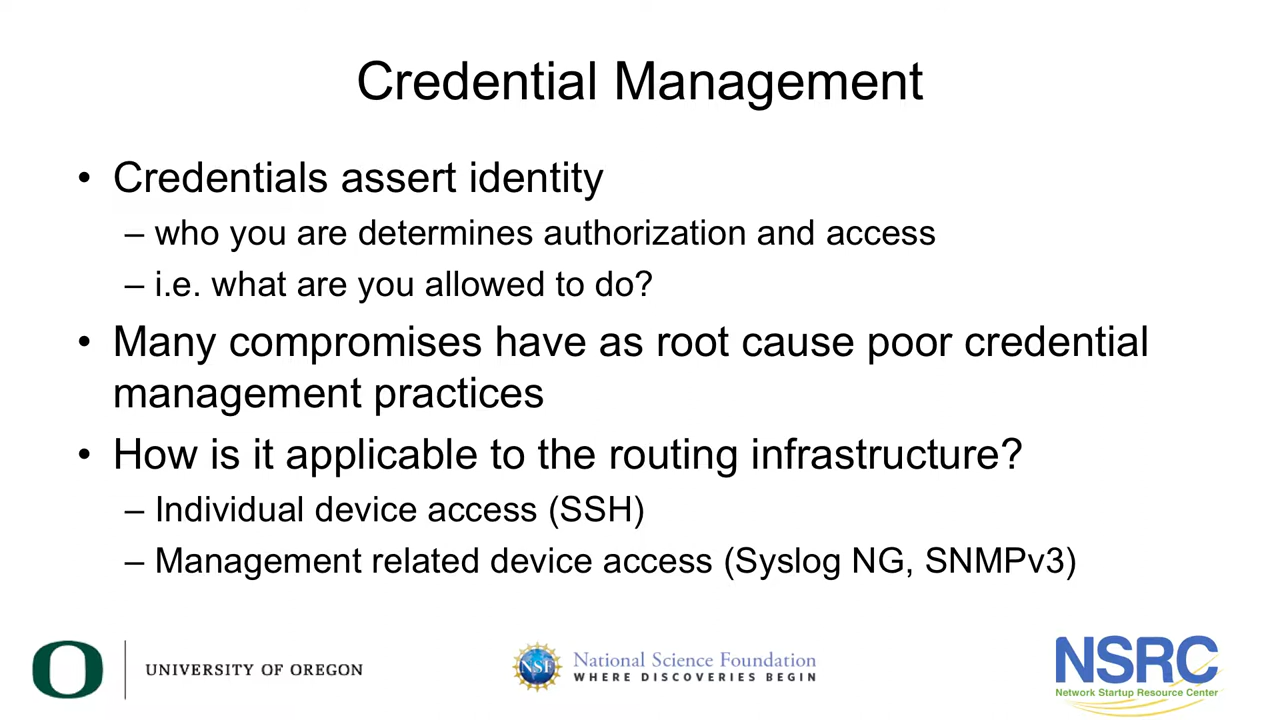 Credential Management
• Credentials assert identity
– who you are determines authorization and access
– i.e. what are you allowed to do?
• Many compromises have as root cause poor credential
management practices
• How is it applicable to the routing infrastructure?
– Individual device access (SSH)
– Management related device access (Syslog NG, SNMPv3)
O UNIVERSITY OF OREGON
NSF National Science Foundation
WHERE DISCOVERIES BEGIN
NSRC
Network Startup Resource Center